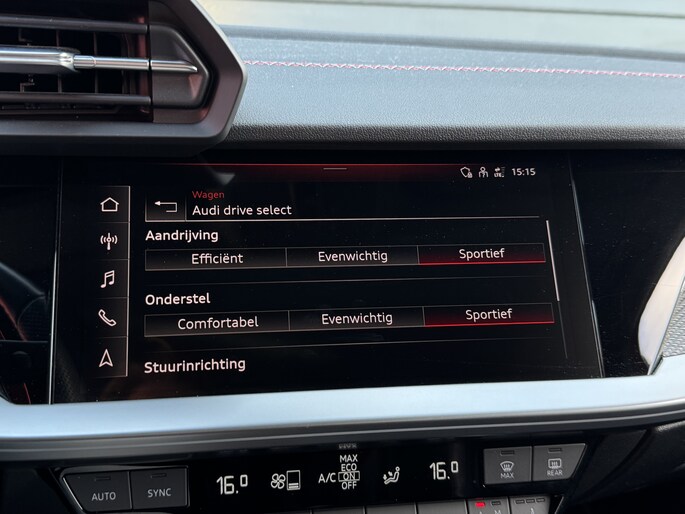 15:15
Wagen
Audi drive select
Aandrijving
Efficiënt Evenwichtig Sportief
Onderstel
Comfortabel Evenwichtig Sportief
Stuurinrichting
AUTO SYNC 16.0 A/C MAX ECO ON OFF 16.0 MAX REAR
A M